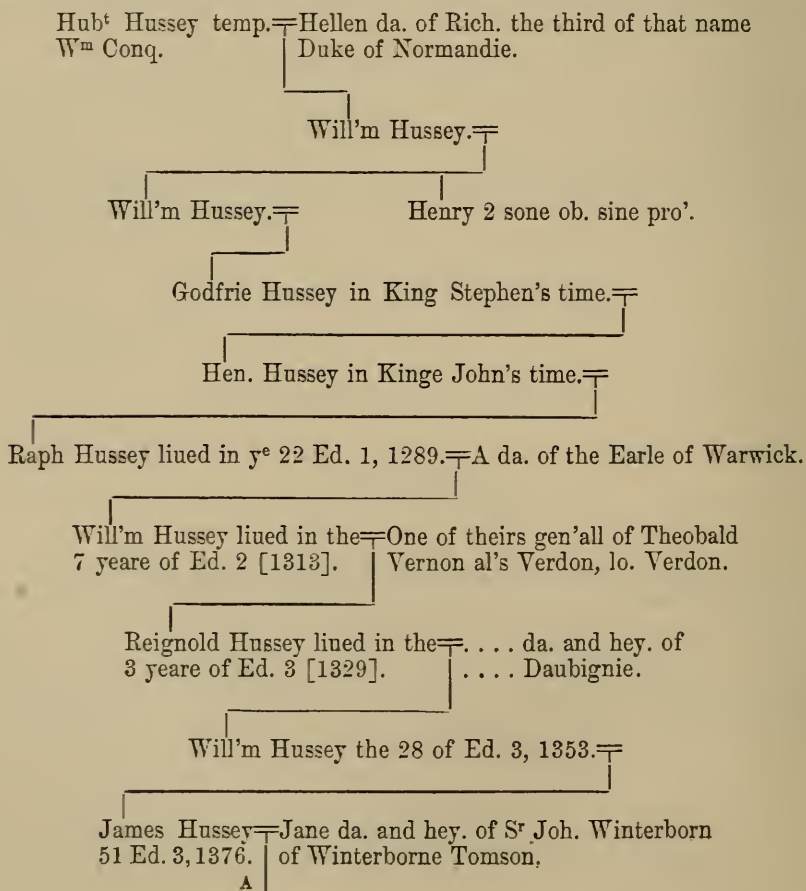 Hubᵗ Hussey temp.╤Hellen da. of Rich. the third of that name
Wᵐ Conq. Duke of Normandie.
Will'm Hussey.╤
Will'm Hussey.╤ Henry 2 sone ob. sine pro'.
Godfrie Hussey in King Stephen's time.╤
Hen. Hussey in Kinge John's time.╤
Raph Hussey liued in yᵉ 22 Ed. 1, 1289.╤A da. of the Earle of Warwick.
Will'm Hussey liued in the╤One of theirs gen'all of Theobald
7 yeare of Ed. 2 [1313]. Vernon al's Verdon, lo. Verdon.
Reignold Hussey liued in the╤. . . . da. and hey. of
3 yeare of Ed. 3 [1329]. . . . . Daubignie.
Will'm Hussey the 28 of Ed. 3, 1353.╤
James Hussey╤Jane da. and hey. of Sʳ Joh. Winterborn
51 Ed. 3, 1376. of Winterborne Tomson.
A